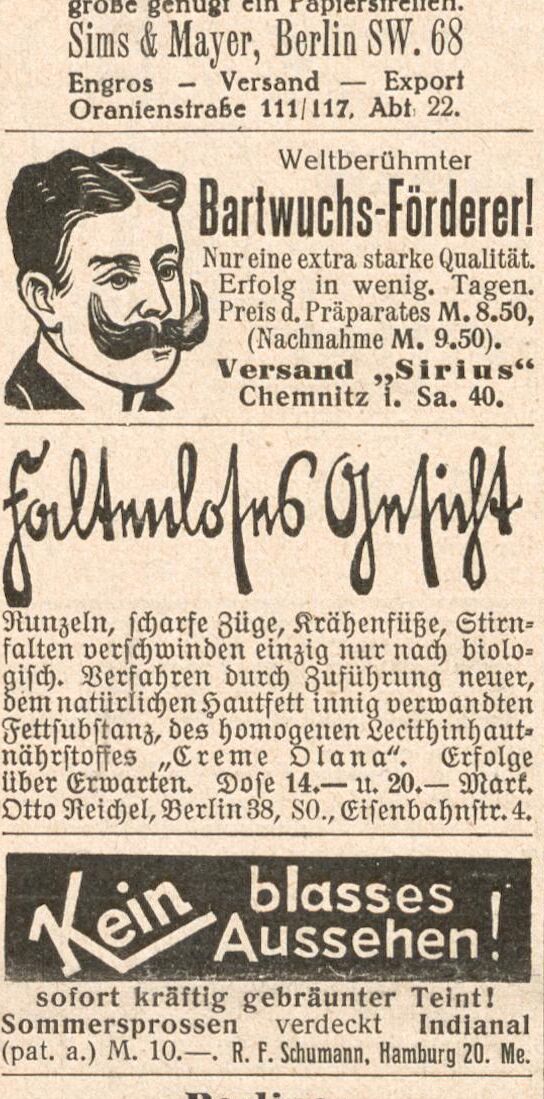 große genügt ein Papierstreifen.
Sims & Mayer, Berlin SW. 68
Engros – Versand — Export
Oranienstraße 111/117, Abt. 22.
Weltberühmter
Bartwuchs-Förderer!
Nur eine extra starke Qualität.
Erfolg in wenig. Tagen.
Preis d. Präparates M. 8.50,
(Nachnahme M. 9.50).
Versand „Sirius“
Chemnitz i. Sa. 40.
Faltenloses Gesicht
Runzeln, scharfe Züge, Krähenfüße, Stirn-
falten verschwinden einzig nur nach biolo-
gisch. Verfahren durch Zuführung neuer,
dem natürlichen Hautfett innig verwandten
Fettsubstanz, des homogenen Lecithinhaut-
nährstoffes „Creme Olana“. Erfolge
über Erwarten. Dose 14.— u. 20.— Mark.
Otto Reichel, Berlin 38, SO., Eisenbahnstr. 4.
Kein blasses
Aussehen!
sofort kräftig gebräunter Teint!
Sommersprossen verdeckt Indianal
(pat. a.) M. 10.—. R. F. Schumann, Hamburg 20. Me.